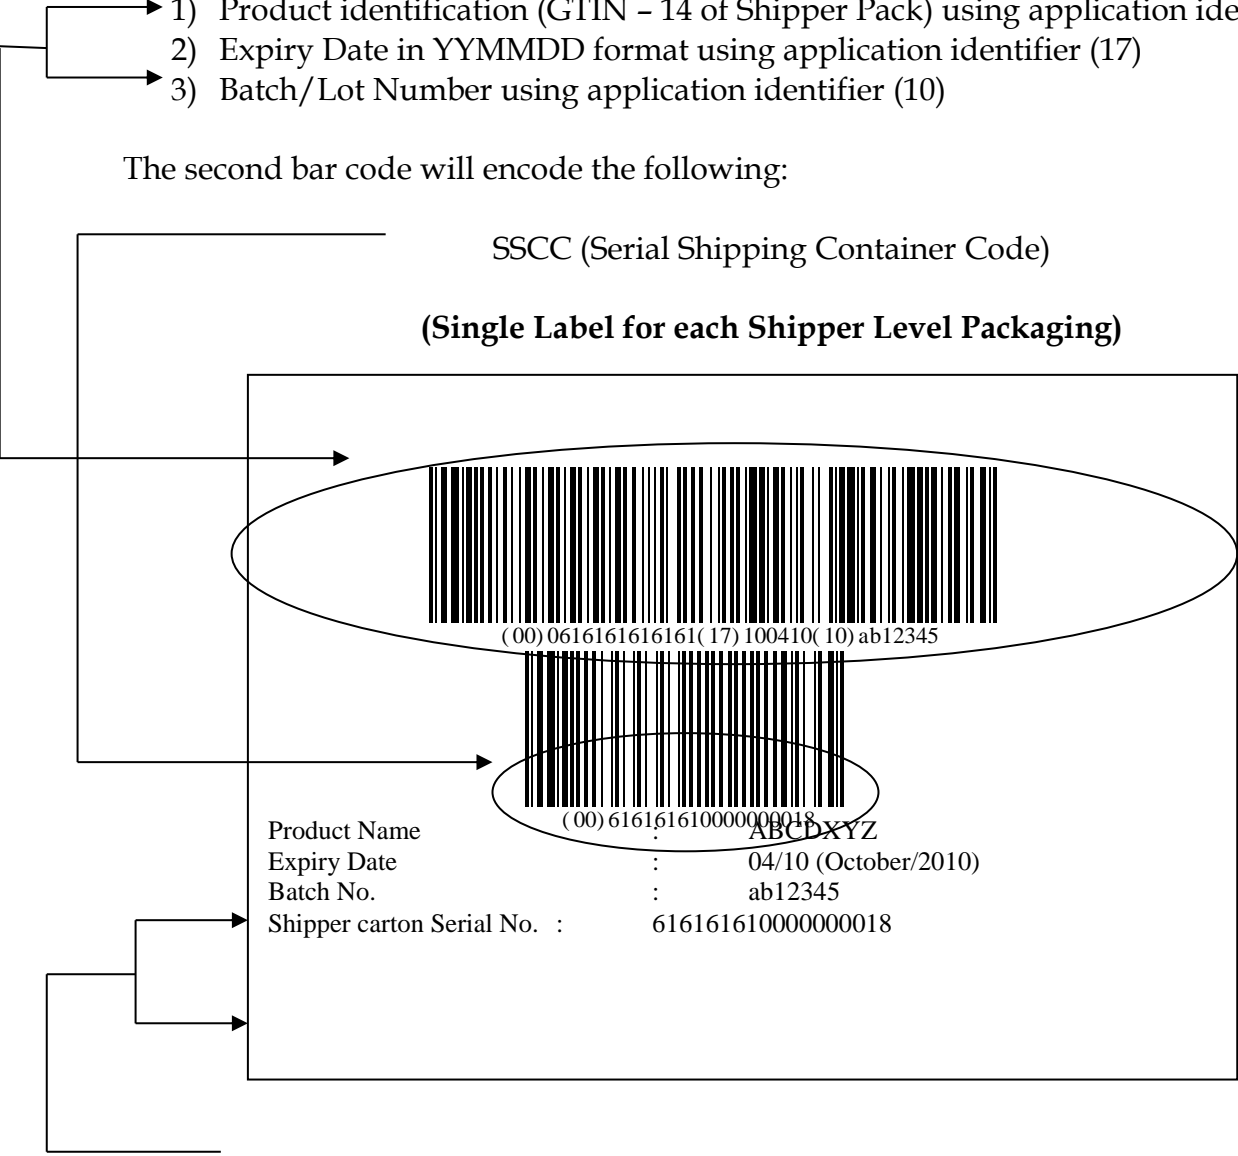 1) Product identification (GTIN – 14 of Shipper Pack) using application ide
2) Expiry Date in YYMMDD format using application identifier (17)
3) Batch/Lot Number using application identifier (10)
The second bar code will encode the following:
SSCC (Serial Shipping Container Code)
(Single Label for each Shipper Level Packaging)
(00)0616161616161(17)100410(10)ab12345
(00)616161610000000018
Product Name : ABCDXYZ
Expiry Date : 04/10 (October/2010)
Batch No. : ab12345
Shipper carton Serial No. : 616161610000000018